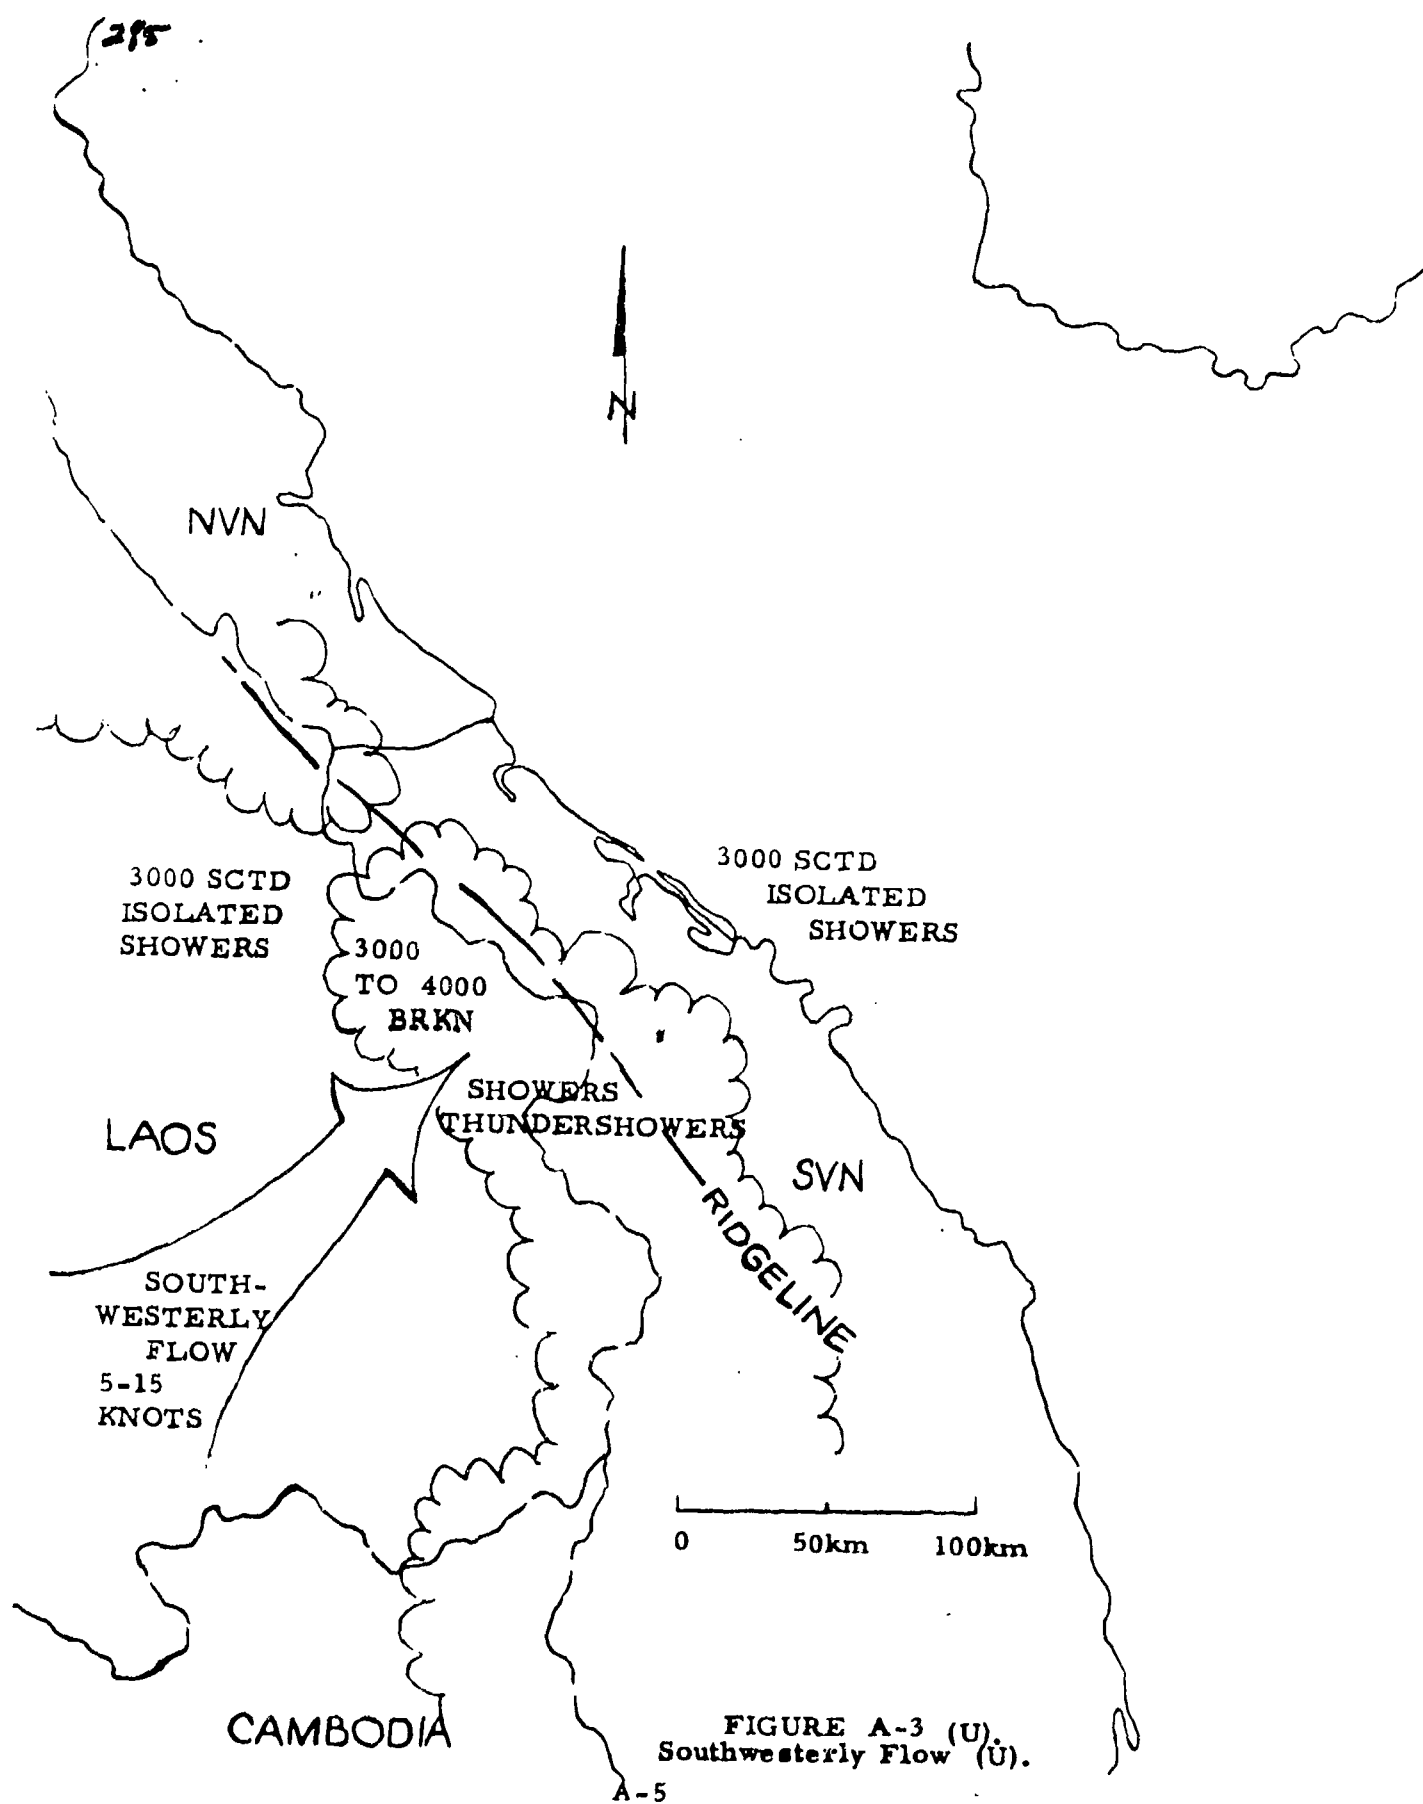 295
N
NVN
3000 SCTD
ISOLATED
SHOWERS
3000 SCTD
ISOLATED
SHOWERS
3000
TO 4000
BRKN
SHOWERS
THUNDERSHOWERS
LAOS
SVN
RIDGELINE
SOUTH-
WESTERLY
FLOW
5-15
KNOTS
0 50km 100km
CAMBODIA
FIGURE A-3 (U).
Southwesterly Flow (U).
A-5